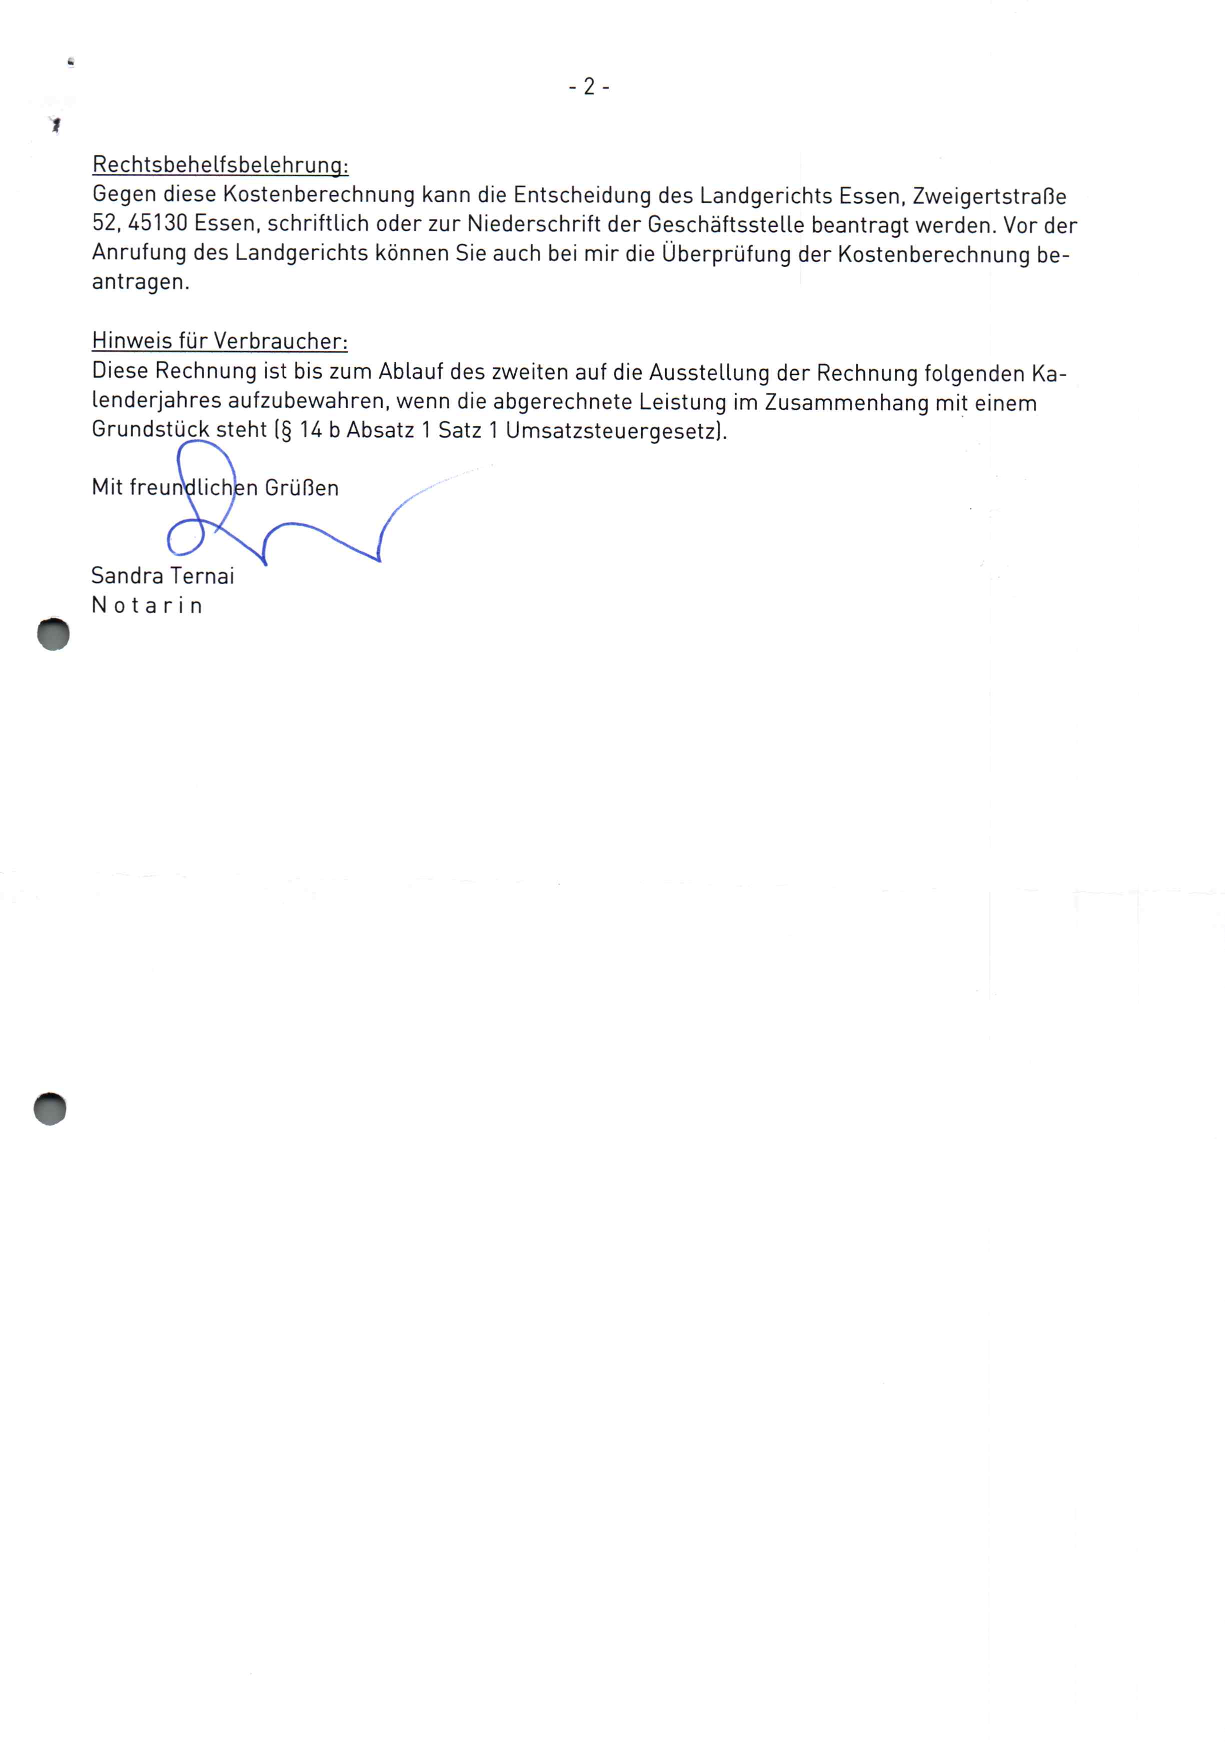 - 2 -
Rechtsbehelfsbelehrung:
Gegen diese Kostenberechnung kann die Entscheidung des Landgerichts Essen, Zweigertstraße
52, 45130 Essen, schriftlich oder zur Niederschrift der Geschäftsstelle beantragt werden. Vor der
Anrufung des Landgerichts können Sie auch bei mir die Überprüfung der Kostenberechnung be-
antragen.
Hinweis für Verbraucher:
Diese Rechnung ist bis zum Ablauf des zweiten auf die Ausstellung der Rechnung folgenden Ka-
lenderjahres aufzubewahren, wenn die abgerechnete Leistung im Zusammenhang mit einem
Grundstück steht (§ 14 b Absatz 1 Satz 1 Umsatzsteuergesetz).
Mit freundlichen Grüßen
Sandra Ternai
N o t a r i n